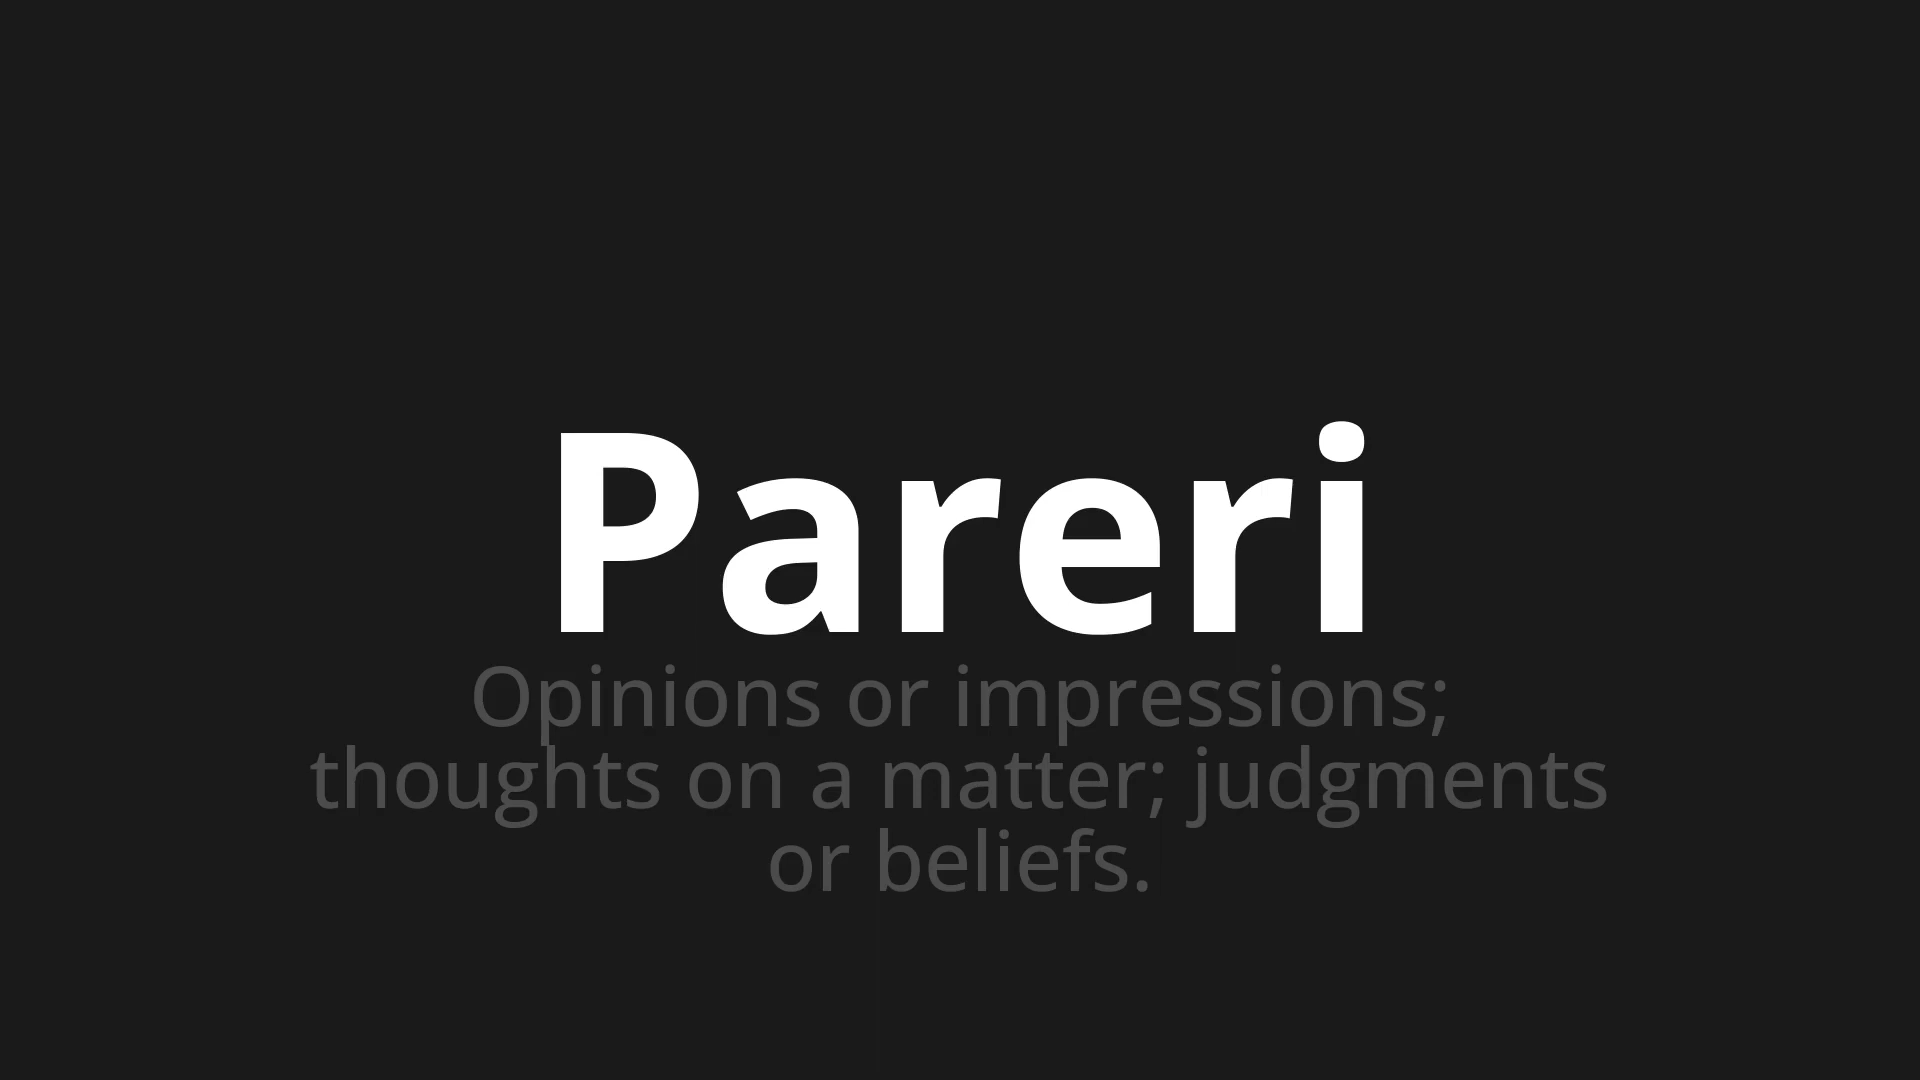 Pareri
Opinions or impressions;
thoughts on a matter; judgments
or beliefs.